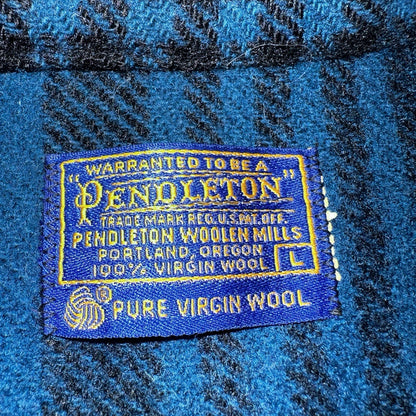 WARRANTED TO BE A
"PENDLETON"
TRADE MARK REG. U.S. PAT. OFF.
PENDLETON WOOLEN MILLS
PORTLAND, OREGON
100% VIRGIN WOOL L
® PURE VIRGIN WOOL